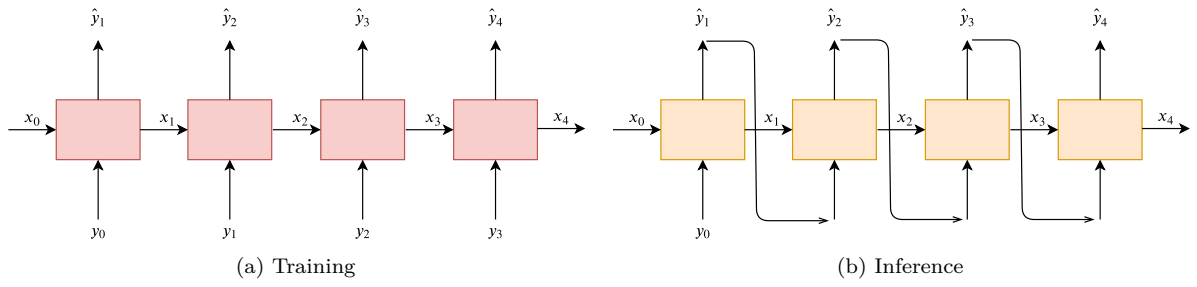 ŷ₁ ŷ₂ ŷ₃ ŷ₄ ŷ₁ ŷ₂ ŷ₃ ŷ₄
x₀ x₁ x₂ x₃ x₄ x₀ x₁ x₂ x₃ x₄
y₀ y₁ y₂ y₃ y₀
(a) Training (b) Inference